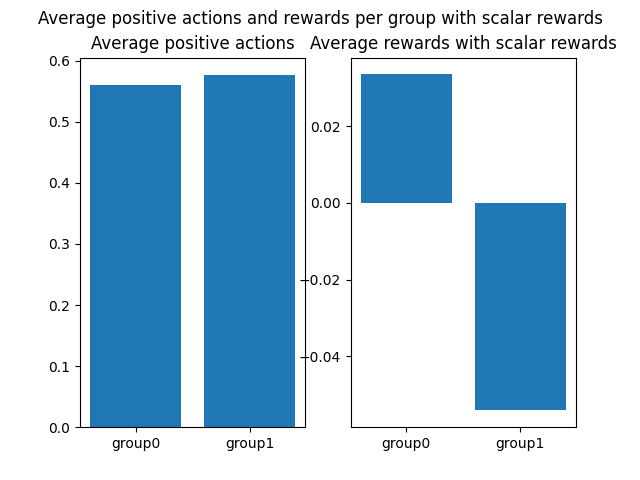 Average positive actions and rewards per group with scalar rewards
Average positive actions
Average rewards with scalar rewards
0.6
0.5
0.4
0.3
0.2
0.1
0.0
group0
group1
0.02
0.00
−0.02
−0.04
group0
group1